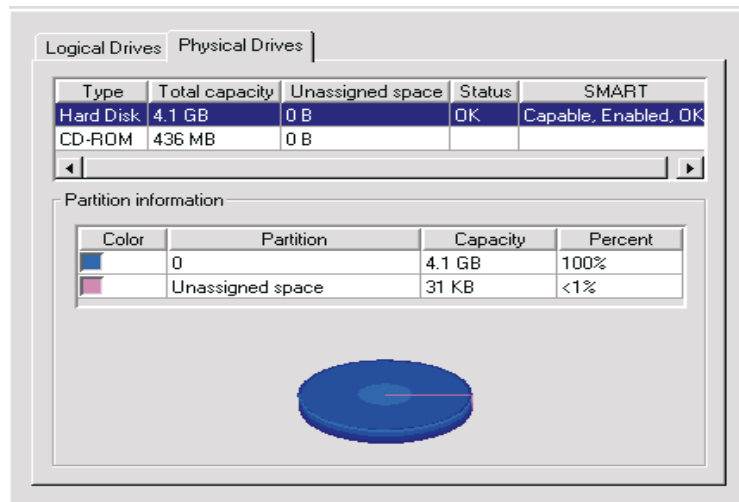 Logical Drives Physical Drives
Type Total capacity Unassigned space Status SMART
Hard Disk 4.1 GB 0 B OK Capable, Enabled, OK
CD-ROM 436 MB 0 B
Partition information
Color Partition Capacity Percent
0 4.1 GB 100%
Unassigned space 31 KB <1%